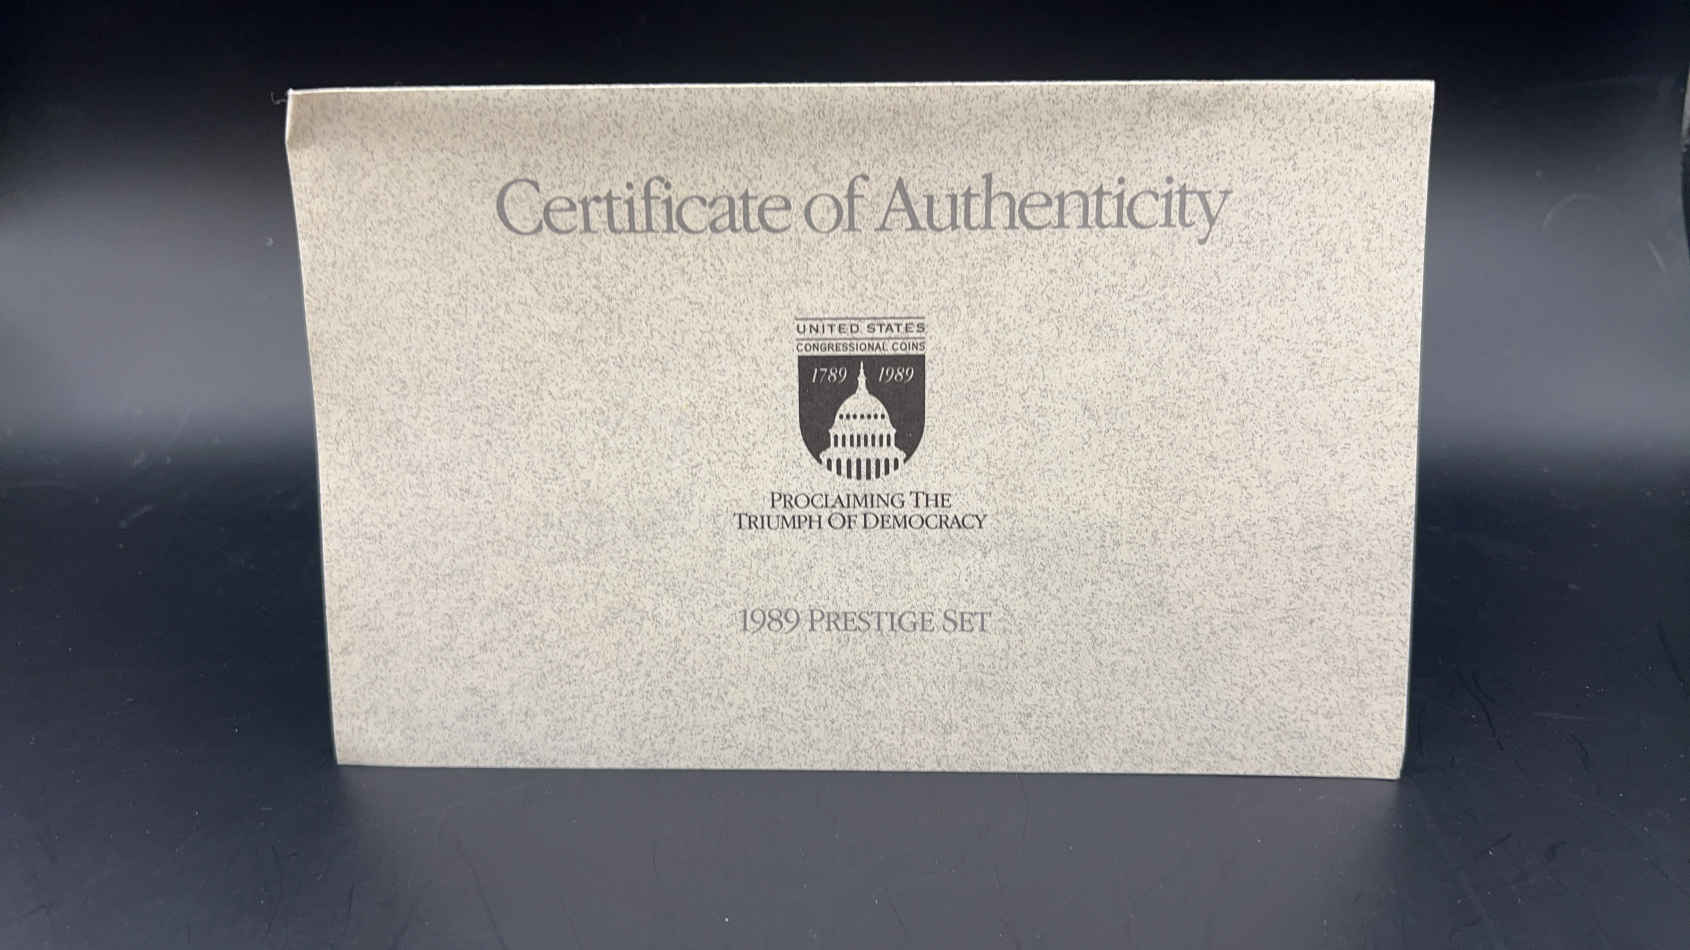 Certificate of Authenticity
UNITED STATES
CONGRESSIONAL COINS
1789 1989
PROCLAIMING THE
TRIUMPH OF DEMOCRACY
1989 PRESTIGE SET